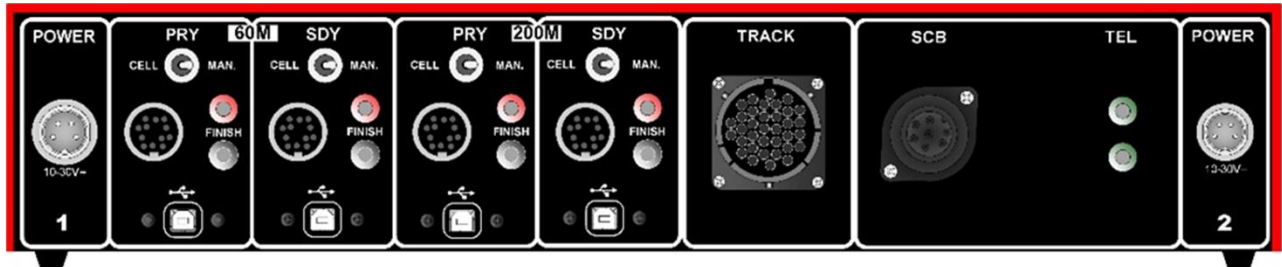 POWER
10-30V=
1
PRY 60M SDY
CELL MAN. CELL MAN.
FINISH FINISH
PRY 200M SDY
CELL MAN. CELL MAN.
FINISH FINISH
TRACK
SCB TEL
POWER
10-30V=
2